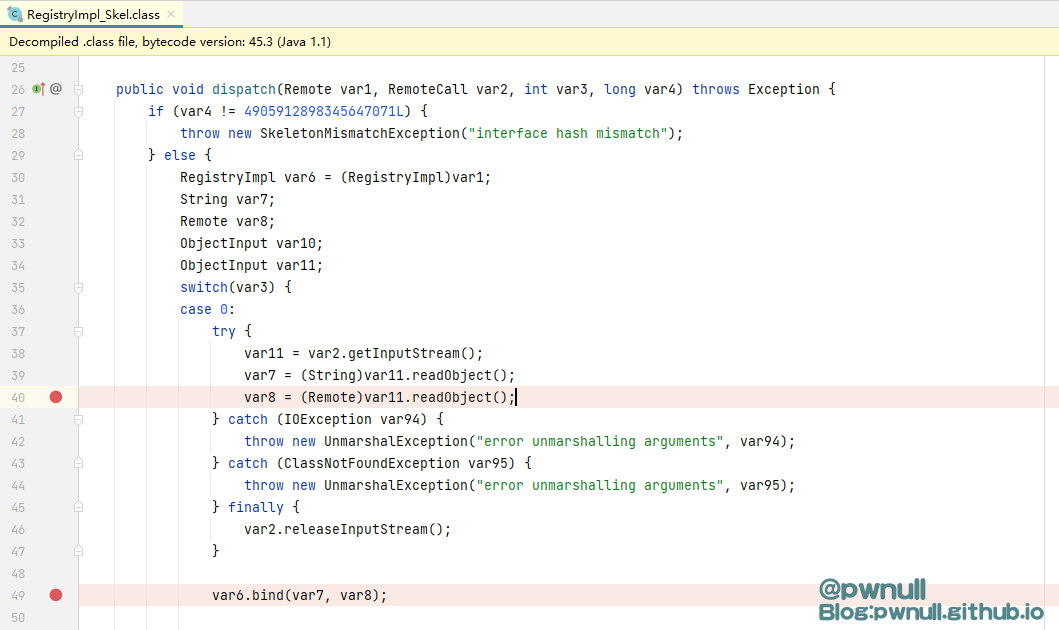 RegistryImpl_Skel.class
Decompiled .class file, bytecode version: 45.3 (Java 1.1)
25
26 @ public void dispatch(Remote var1, RemoteCall var2, int var3, long var4) throws Exception {
27 if (var4 != 4905912898345647071L) {
28 throw new SkeletonMismatchException("interface hash mismatch");
29 } else {
30 RegistryImpl var6 = (RegistryImpl)var1;
31 String var7;
32 Remote var8;
33 ObjectInput var10;
34 ObjectInput var11;
35 switch(var3) {
36 case 0:
37 try {
38 var11 = var2.getInputStream();
39 var7 = (String)var11.readObject();
40 var8 = (Remote)var11.readObject();
41 } catch (IOException var94) {
42 throw new UnmarshalException("error unmarshalling arguments", var94);
43 } catch (ClassNotFoundException var95) {
44 throw new UnmarshalException("error unmarshalling arguments", var95);
45 } finally {
46 var2.releaseInputStream();
47 }
48
49 var6.bind(var7, var8);
50
@pwnull
Blog:pwnull.github.io